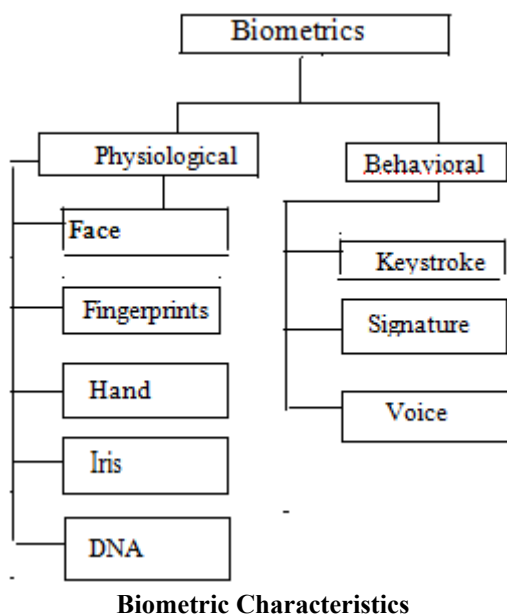 Biometrics
Physiological
Behavioral
Face
Keystroke
Fingerprints
Signature
Hand
Voice
Iris
DNA
Biometric Characteristics